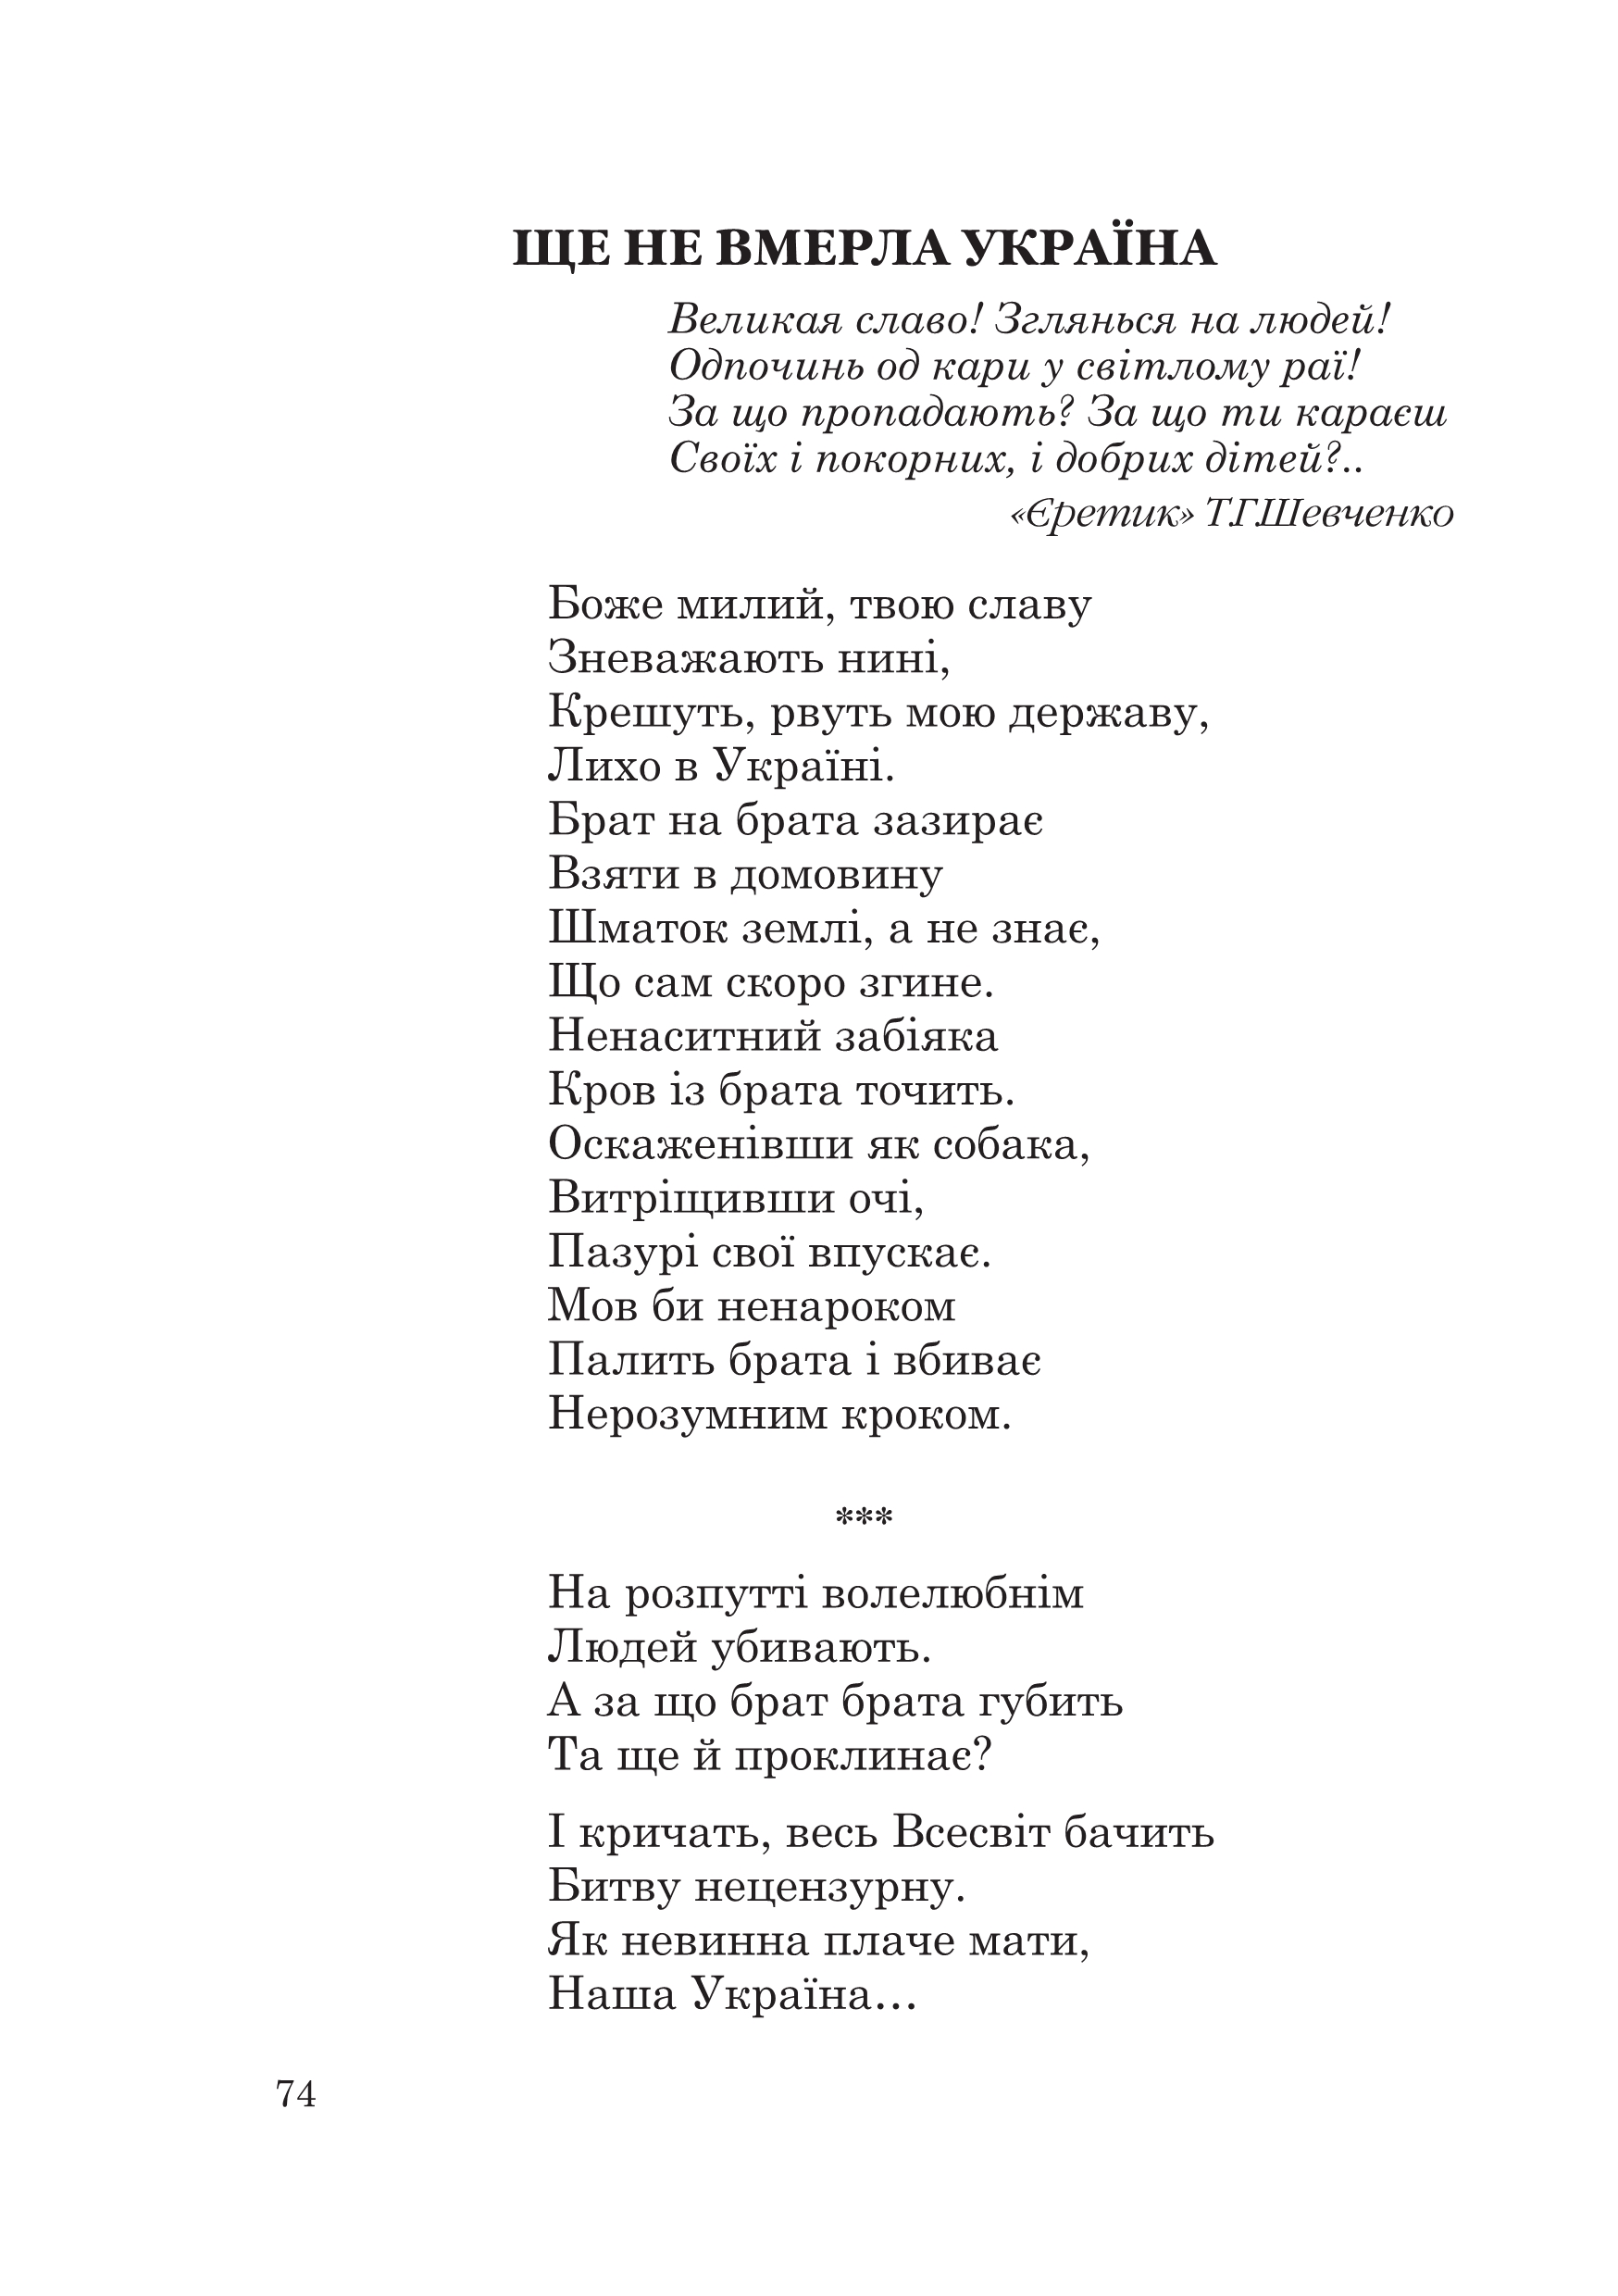 ЩЕ НЕ ВМЕРЛА УКРАЇНА
Великая славо! Зглянься на людей!
Одпочинь од кари у світлому раї!
За що пропадають? За що ти караєш
Своїх і покорних, і добрих дітей?..
«Єретик» Т.Г.Шевченко
Боже милий, твою славу
Зневажають нині,
Крешуть, рвуть мою державу,
Лихо в Україні.
Брат на брата зазирає
Взяти в домовину
Шматок землі, а не знає,
Що сам скоро згине.
Ненаситний забіяка
Кров із брата точить.
Оскаженівши як собака,
Витріщивши очі,
Пазурі свої впускає.
Мов би ненароком
Палить брата і вбиває
Нерозумним кроком.
***
На розпутті волелюбнім
Людей убивають.
А за що брат брата губить
Та ще й проклинає?
І кричать, весь Всесвіт бачить
Битву нецензурну.
Як невинна плаче мати,
Наша Україна...
74